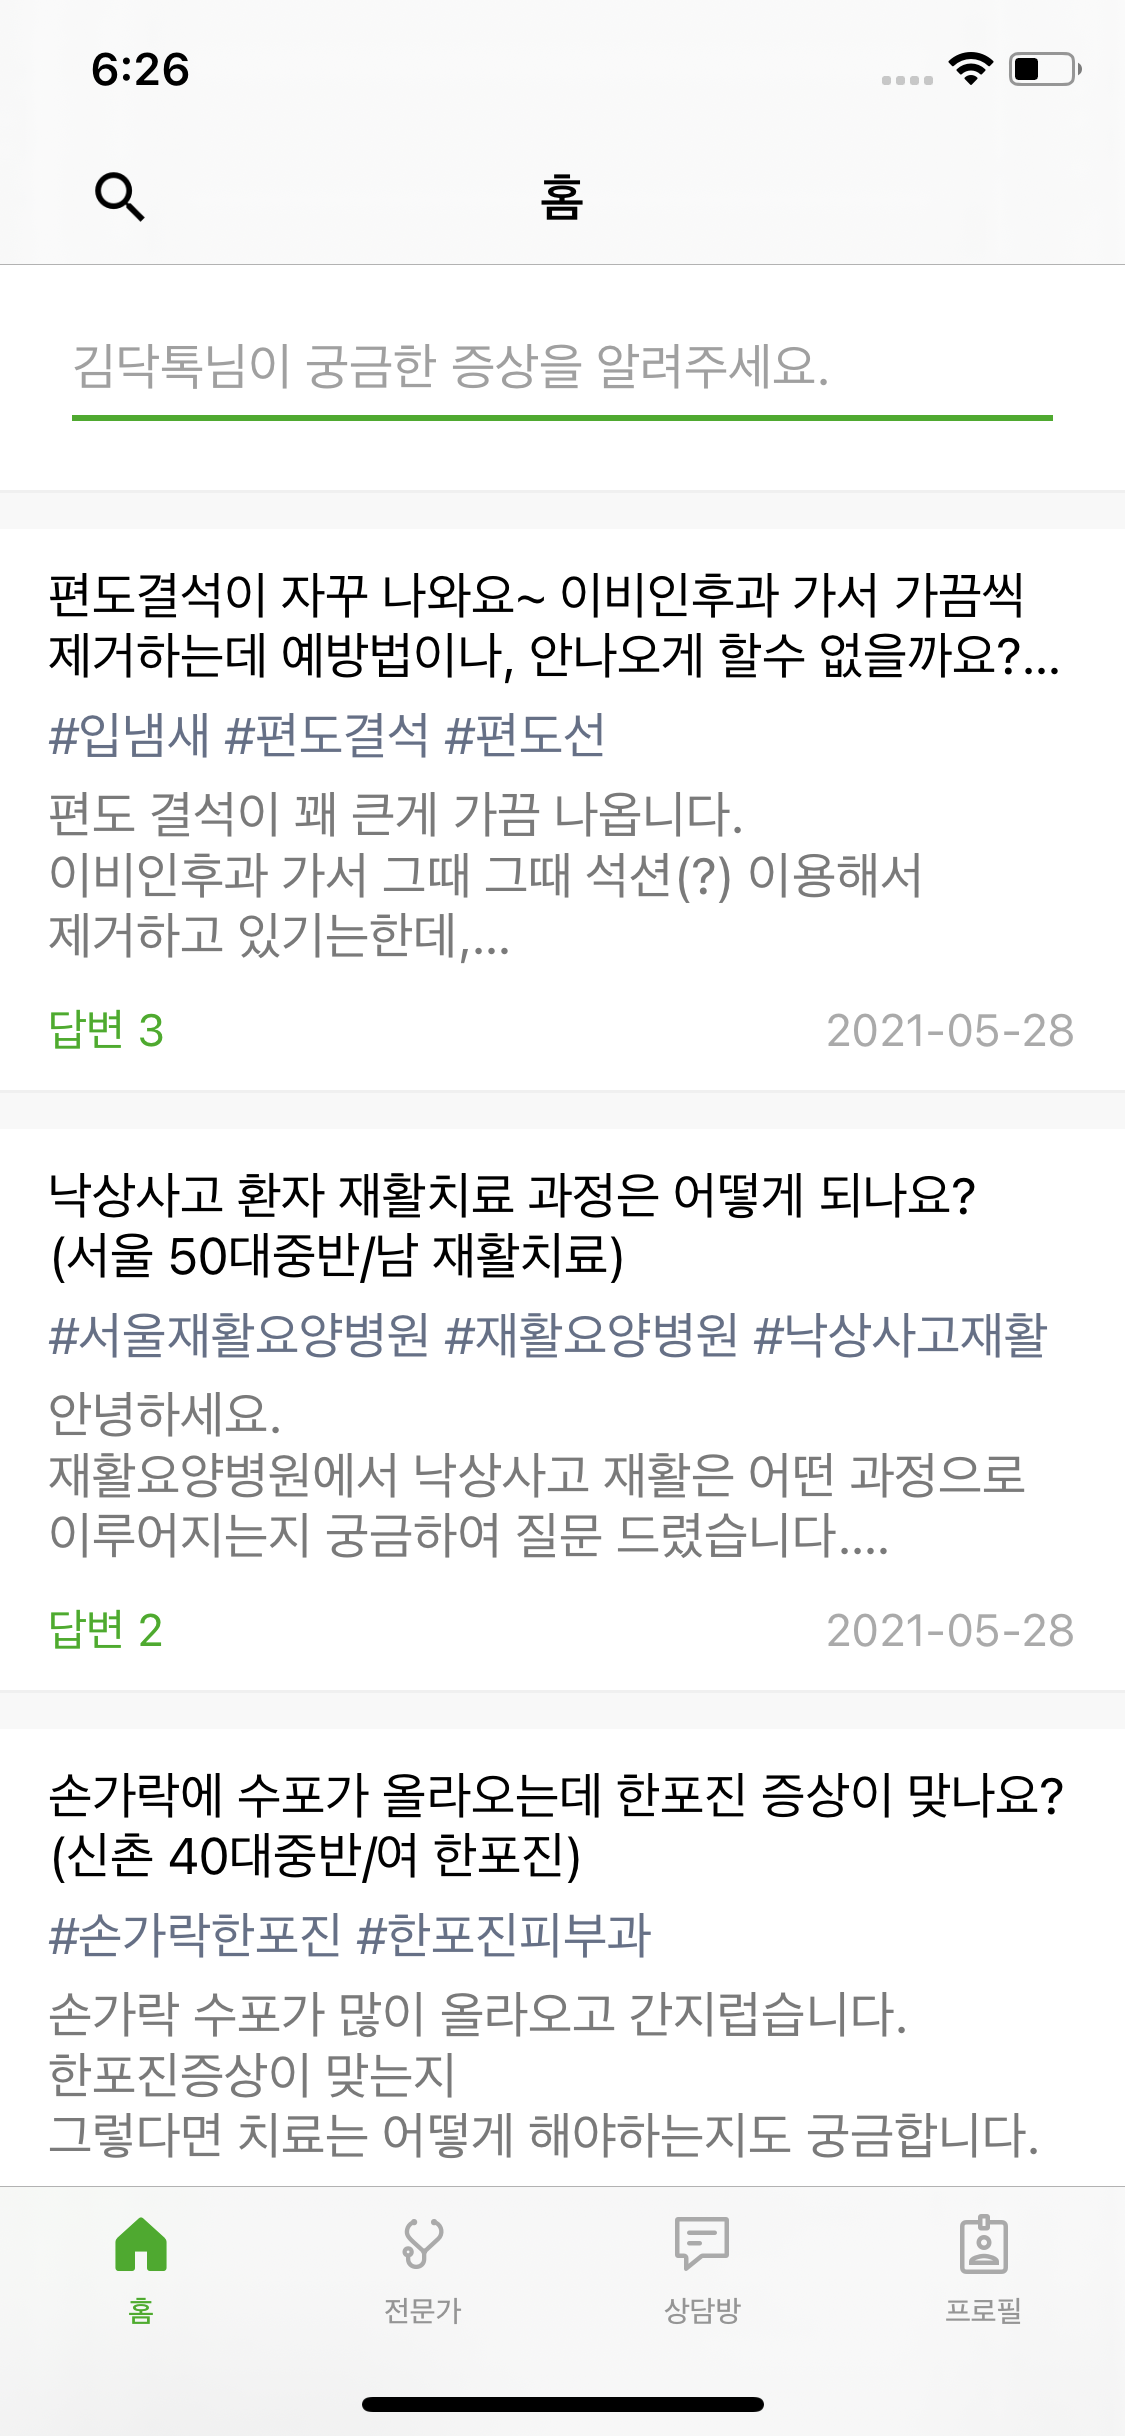 6:26
홈
김닥톡님이 궁금한 증상을 알려주세요.
편도결석이 자꾸 나와요~ 이비인후과 가서 가끔씩
제거하는데 예방법이나, 안나오게 할수 없을까요?...
#입냄새 #편도결석 #편도선
편도 결석이 꽤 큰게 가끔 나옵니다.
이비인후과 가서 그때 그때 석션(?) 이용해서
제거하고 있기는한데,...
답변 3
2021-05-28
낙상사고 환자 재활치료 과정은 어떻게 되나요?
(서울 50대중반/남 재활치료)
#서울재활요양병원 #재활요양병원 #낙상사고재활
안녕하세요.
재활요양병원에서 낙상사고 재활은 어떤 과정으로
이루어지는지 궁금하여 질문 드렸습니다....
답변 2
2021-05-28
손가락에 수포가 올라오는데 한포진 증상이 맞나요?
(신촌 40대중반/여 한포진)
#손가락한포진 #한포진피부과
손가락 수포가 많이 올라오고 간지럽습니다.
한포진증상이 맞는지
그렇다면 치료는 어떻게 해야하는지도 궁금합니다.
홈
전문가
상담방
프로필